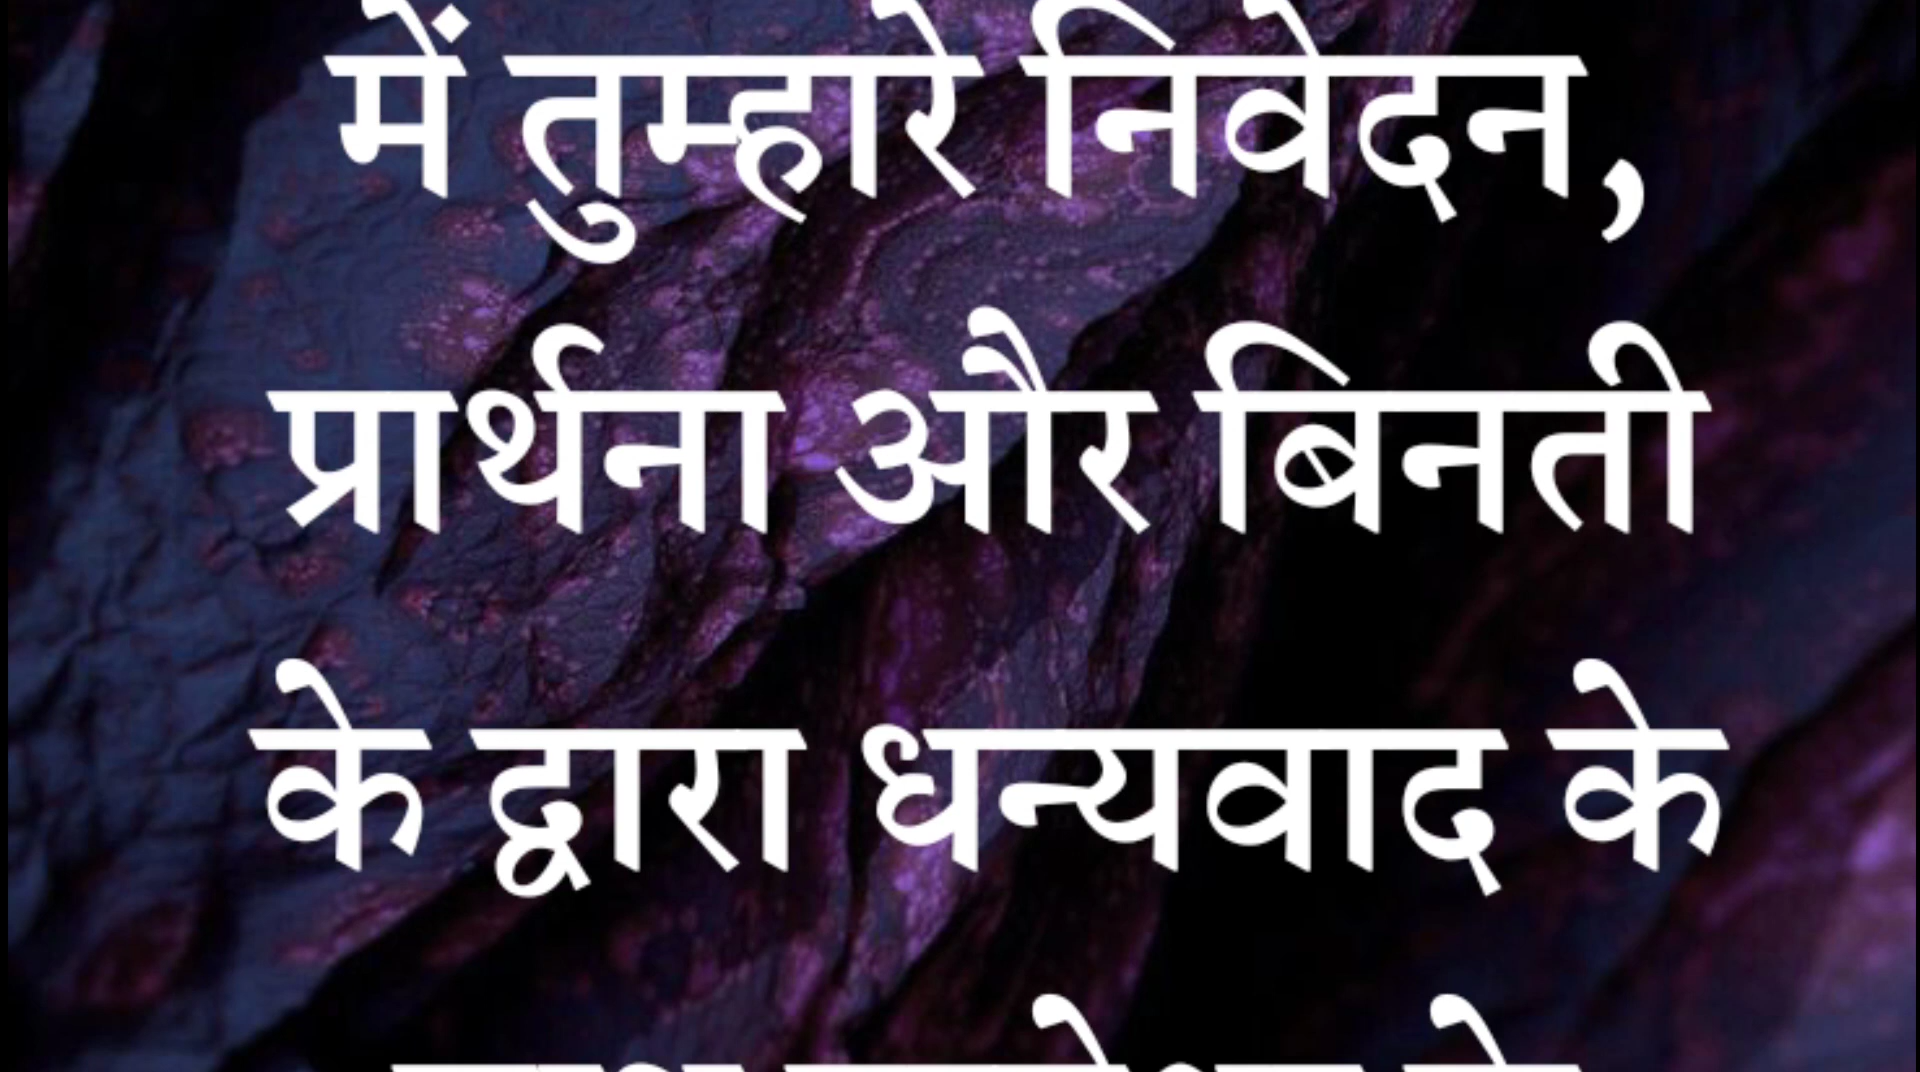 में तुम्हारे निवेदन,
प्रार्थना और बिनती
के द्वारा धन्यवाद के